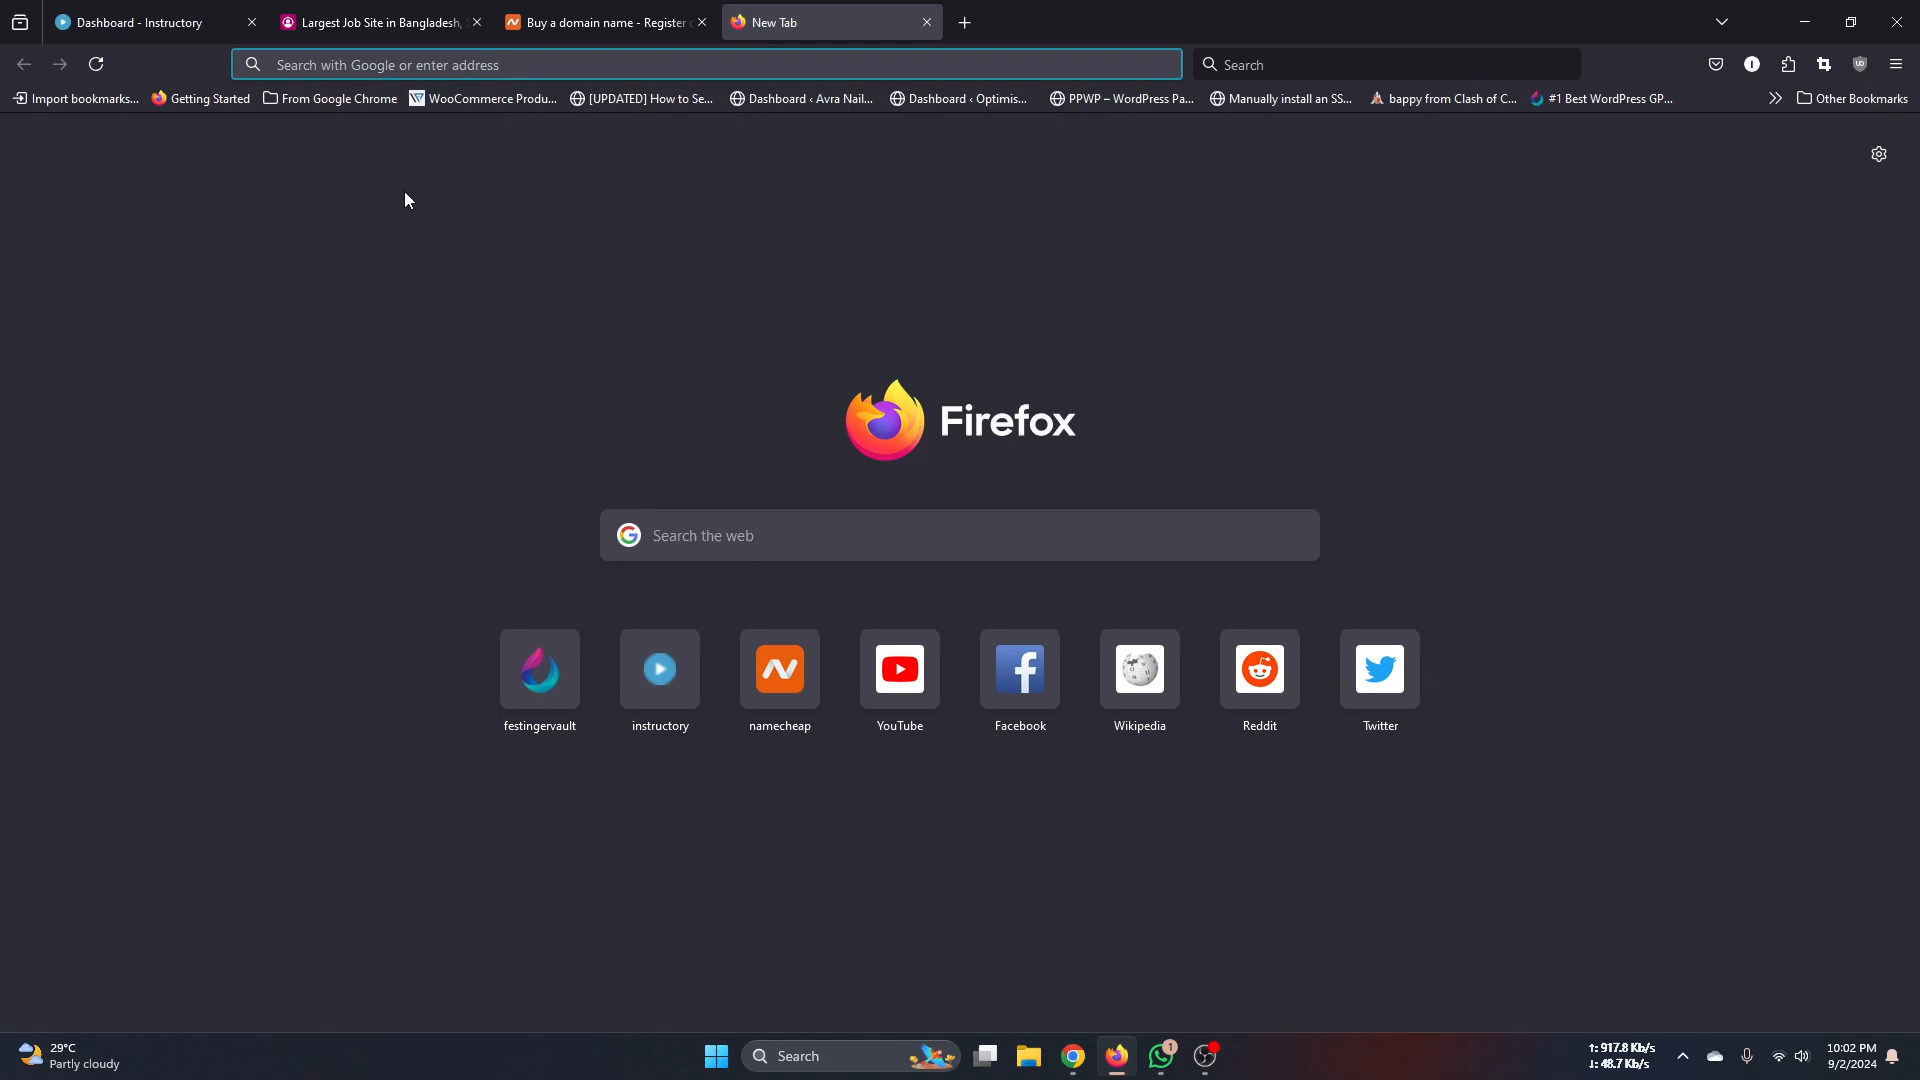 Dashboard - Instructory
Largest Job Site in Bangladesh,
Buy a domain name - Register
New Tab
Search with Google or enter address
Search
Import bookmarks...
Getting Started
From Google Chrome
WooCommerce Produ...
[UPDATED] How to Se...
Dashboard ‹ Avra Nail...
Dashboard ‹ Optimis...
PPWP – WordPress Pa...
Manually install an SS...
bappy from Clash of C...
#1 Best WordPress GP...
Other Bookmarks
Firefox
Search the web
festingervault
instructory
namecheap
YouTube
Facebook
Wikipedia
Reddit
Twitter
29°C
Partly cloudy
Search
1
↑: 917.8 Kb/s
↓: 48.7 Kb/s
10:02 PM
9/2/2024